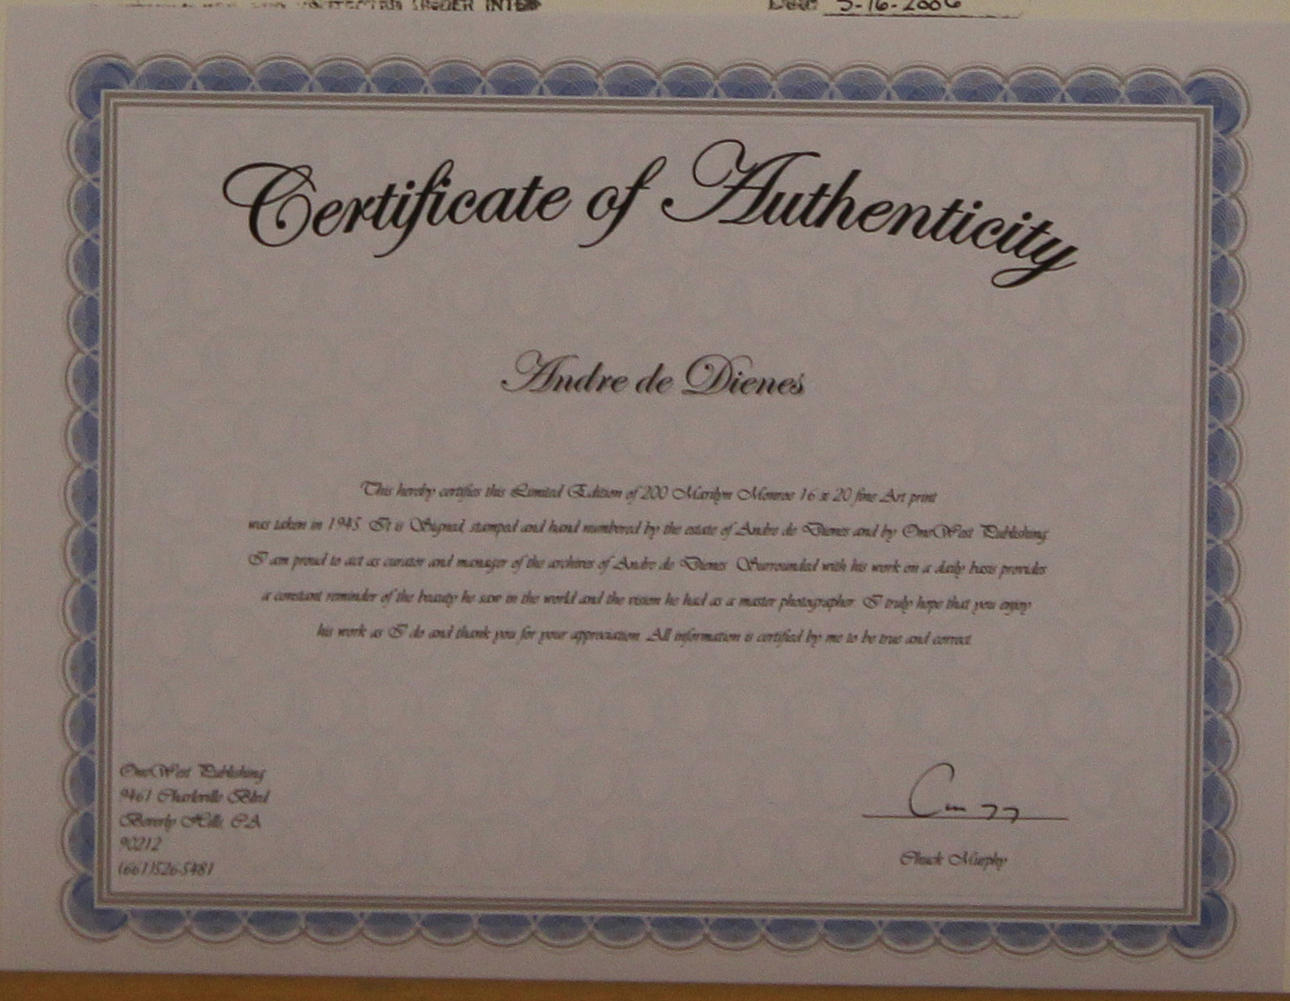 UNDER INTER
Date 5-16-2006
Certificate of Authenticity
Andre de Dienes
This hereby certifies this Limited Edition of 200 Marilyn Monroe 16 x 20 fine Art print
was taken in 1945. It is Signed, stamped and hand numbered by the estate of Andre de Dienes and by OneWest Publishing.
I am proud to act as curator and manager of the archives of Andre de Dienes. Surrounded with his work on a daily basis provides
a constant reminder of the beauty he saw in the world and the vision he had as a master photographer. I truly hope that you enjoy
his work as I do and thank you for your appreciation. All information is certified by me to be true and correct.
OneWest Publishing
9461 Charleville Blvd
Beverly Hills, CA
90212
(661)526-5481
Chuck Murphy